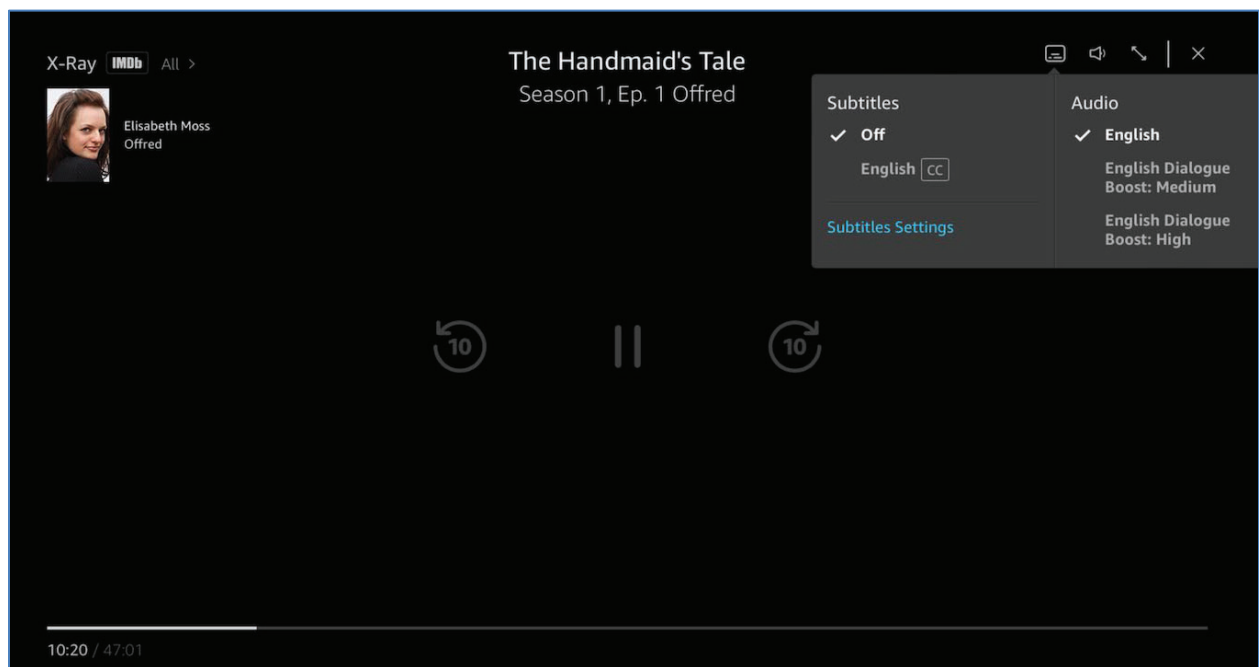 X-Ray IMDb All >
Elisabeth Moss
Offred
The Handmaid's Tale
Season 1, Ep. 1 Offred
Subtitles
Off
English CC
Subtitles Settings
Audio
English
English Dialogue
Boost: Medium
English Dialogue
Boost: High
10
10
10:20 / 47:01